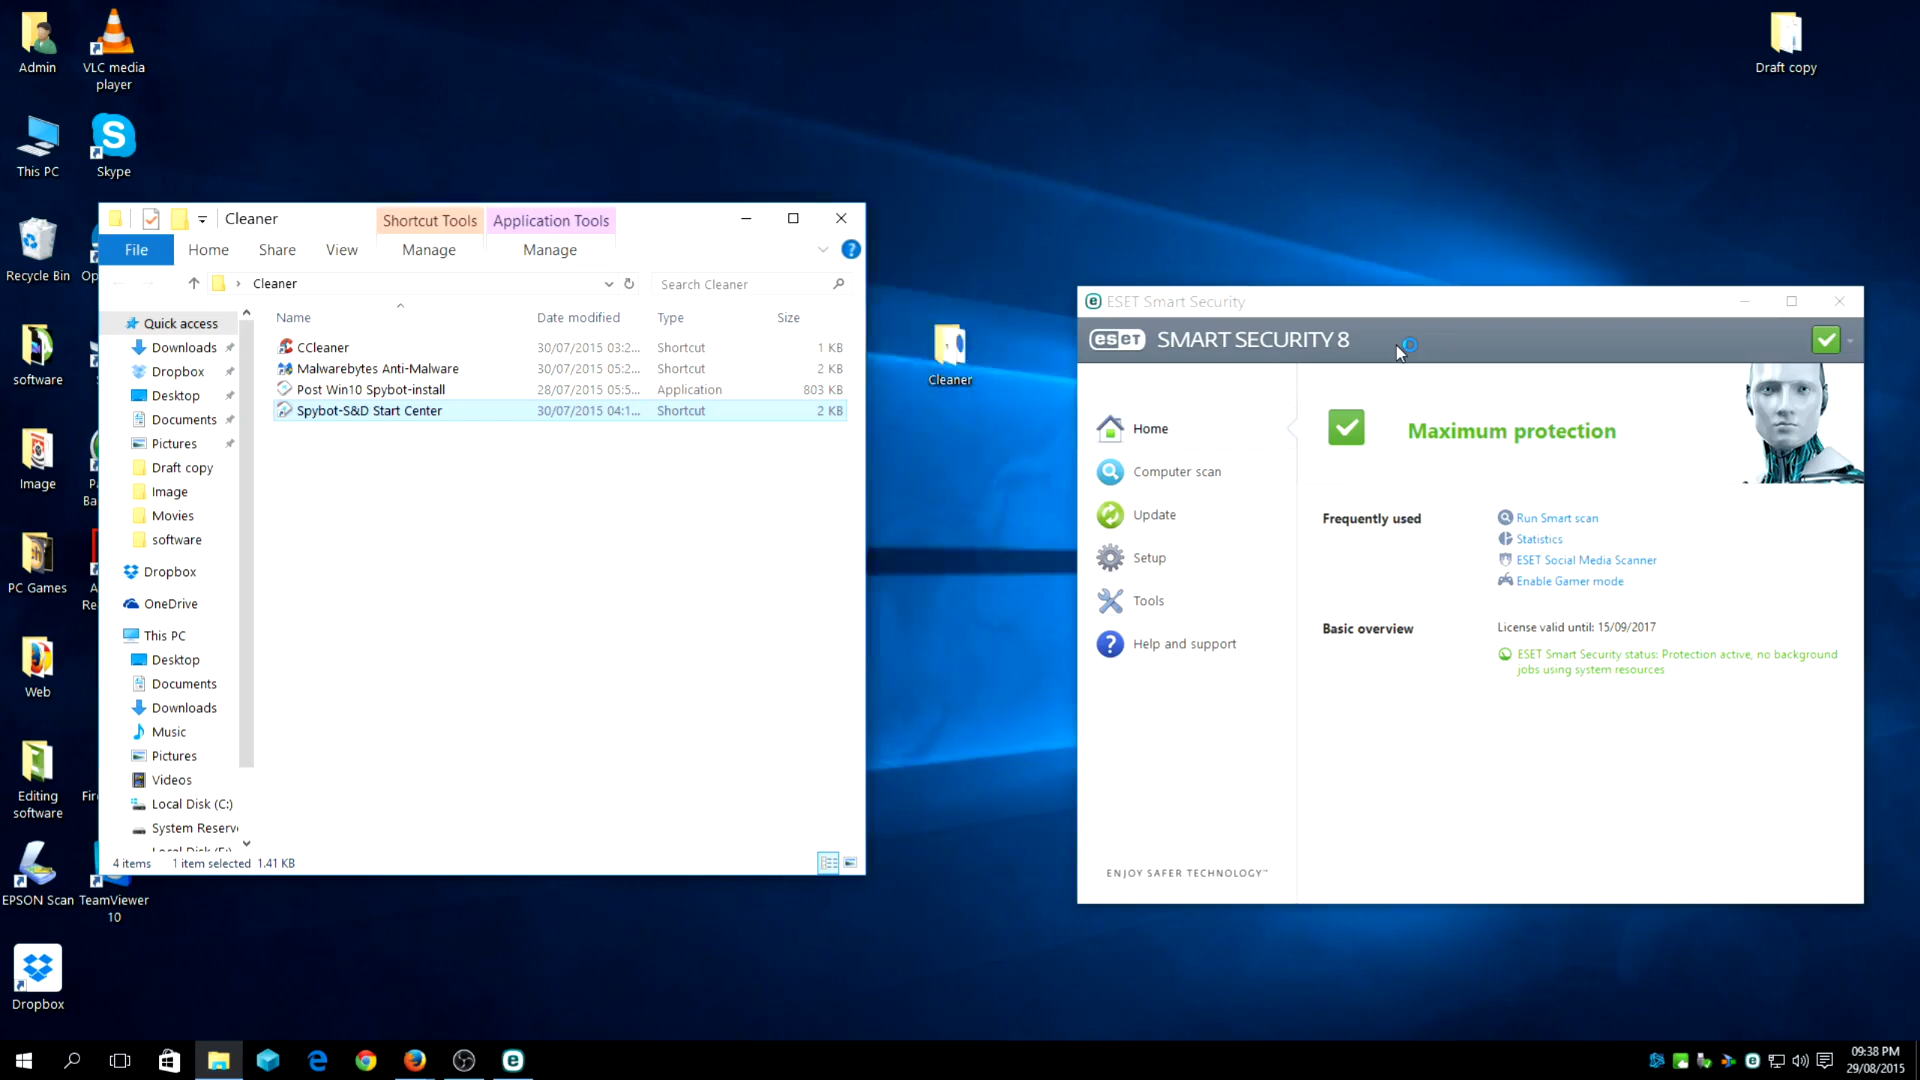 Admin
VLC media
player
Draft copy
This PC
Skype
Recycle Bin
Op
software
Image
Pa
Ba
PC Games
A
Re
Web
Editing
software
Fire
EPSON Scan
TeamViewer
10
Dropbox
Cleaner
Shortcut Tools
Application Tools
File
Home
Share
View
Manage
Manage
?
Cleaner
Search Cleaner
Name
Date modified
Type
Size
CCleaner 30/07/2015 03:2... Shortcut 1 KB
Malwarebytes Anti-Malware 30/07/2015 05:2... Shortcut 2 KB
Post Win10 Spybot-install 28/07/2015 05:5... Application 803 KB
Spybot-S&D Start Center 30/07/2015 04:1... Shortcut 2 KB
Quick access
Downloads
Dropbox
Desktop
Documents
Pictures
Draft copy
Image
Movies
software
Dropbox
OneDrive
This PC
Desktop
Documents
Downloads
Music
Pictures
Videos
Local Disk (C:)
System Reserv
4 items 1 item selected 1.41 KB
Cleaner
ESET Smart Security
eseT SMART SECURITY 8
Home
Computer scan
Update
Setup
Tools
Help and support
ENJOY SAFER TECHNOLOGY™
Maximum protection
Frequently used
Run Smart scan
Statistics
ESET Social Media Scanner
Enable Gamer mode
Basic overview
License valid until: 15/09/2017
ESET Smart Security status: Protection active, no background
jobs using system resources
09:38 PM
29/08/2015